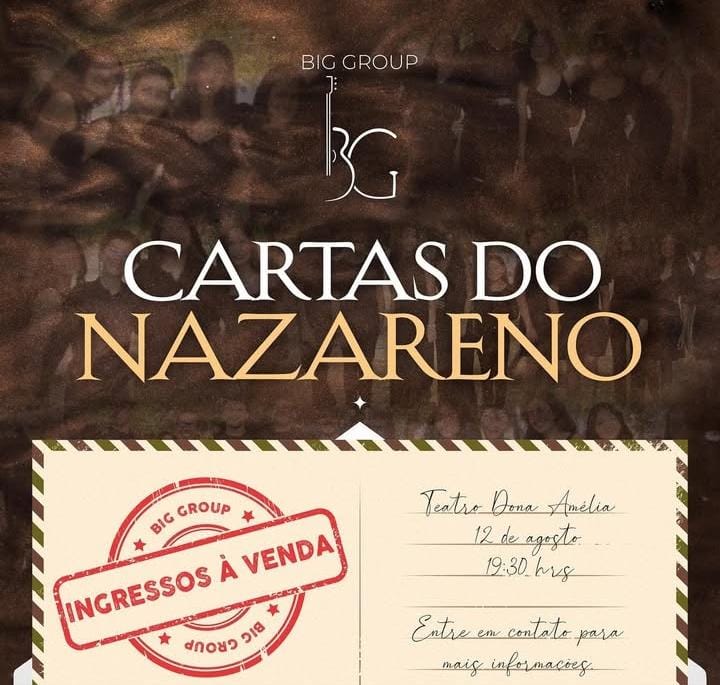 BIG GROUP
BG
CARTAS DO
NAZARENO
BIG GROUP
INGRESSOS À VENDA
BIG GROUP
Teatro Dona Amélia
12 de agosto
19:30 hrs
Entre em contato para
mais informações.